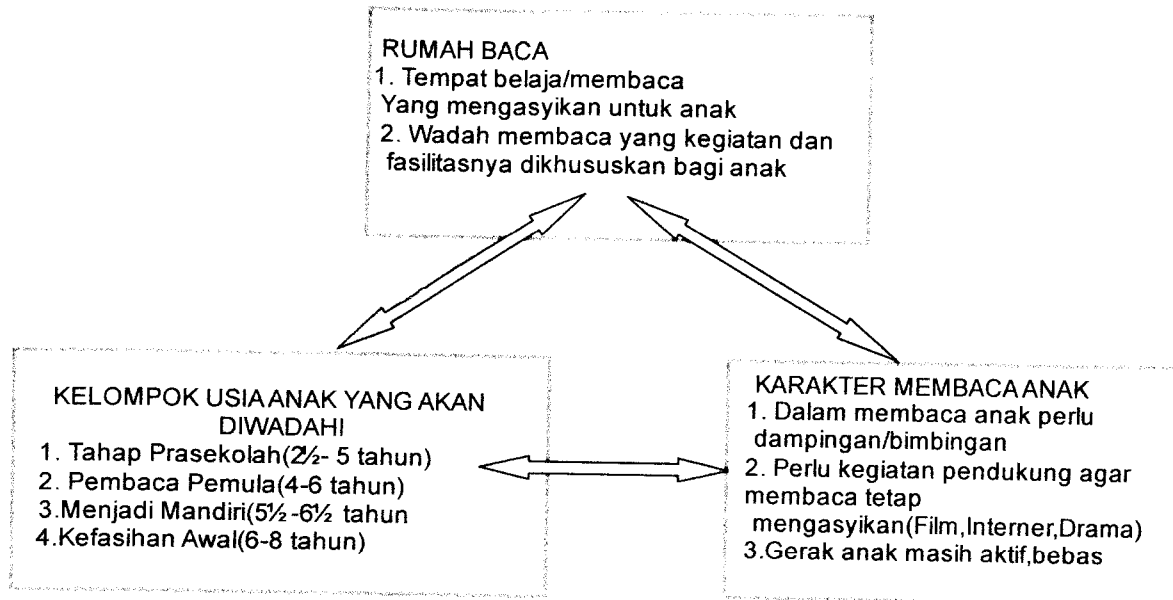 RUMAH BACA
1. Tempat belaja/membaca
Yang mengasyikan untuk anak
2. Wadah membaca yang kegiatan dan
fasilitasnya dikhususkan bagi anak
KELOMPOK USIA ANAK YANG AKAN
DIWADAHI
1. Tahap Prasekolah(2½- 5 tahun)
2. Pembaca Pemula(4-6 tahun)
3.Menjadi Mandiri(5½-6½ tahun
4.Kefasihan Awal(6-8 tahun)
KARAKTER MEMBACA ANAK
1. Dalam membaca anak perlu
dampingan/bimbingan
2. Perlu kegiatan pendukung agar
membaca tetap
mengasyikan(Film,Interner,Drama)
3.Gerak anak masih aktif,bebas